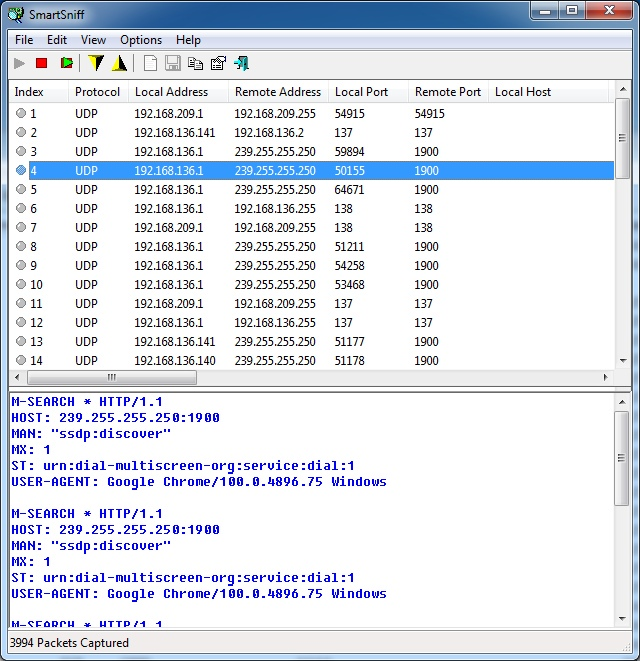 SmartSniff
File Edit View Options Help
Index Protocol Local Address Remote Address Local Port Remote Port Local Host
1 UDP 192.168.209.1 192.168.209.255 54915 54915
2 UDP 192.168.136.141 192.168.136.2 137 137
3 UDP 192.168.136.1 239.255.255.250 59894 1900
4 UDP 192.168.136.1 239.255.255.250 50155 1900
5 UDP 192.168.136.1 239.255.255.250 64671 1900
6 UDP 192.168.136.1 192.168.136.255 138 138
7 UDP 192.168.209.1 192.168.209.255 138 138
8 UDP 192.168.136.1 239.255.255.250 51211 1900
9 UDP 192.168.136.1 239.255.255.250 54258 1900
10 UDP 192.168.136.1 239.255.255.250 53468 1900
11 UDP 192.168.209.1 192.168.209.255 137 137
12 UDP 192.168.136.1 192.168.136.255 137 137
13 UDP 192.168.136.141 239.255.255.250 51177 1900
14 UDP 192.168.136.140 239.255.255.250 51178 1900
M-SEARCH * HTTP/1.1
HOST: 239.255.255.250:1900
MAN: "ssdp:discover"
MX: 1
ST: urn:dial-multiscreen-org:service:dial:1
USER-AGENT: Google Chrome/100.0.4896.75 Windows
M-SEARCH * HTTP/1.1
HOST: 239.255.255.250:1900
MAN: "ssdp:discover"
MX: 1
ST: urn:dial-multiscreen-org:service:dial:1
USER-AGENT: Google Chrome/100.0.4896.75 Windows
M-SEARCH * HTTP/1.1
3994 Packets Captured